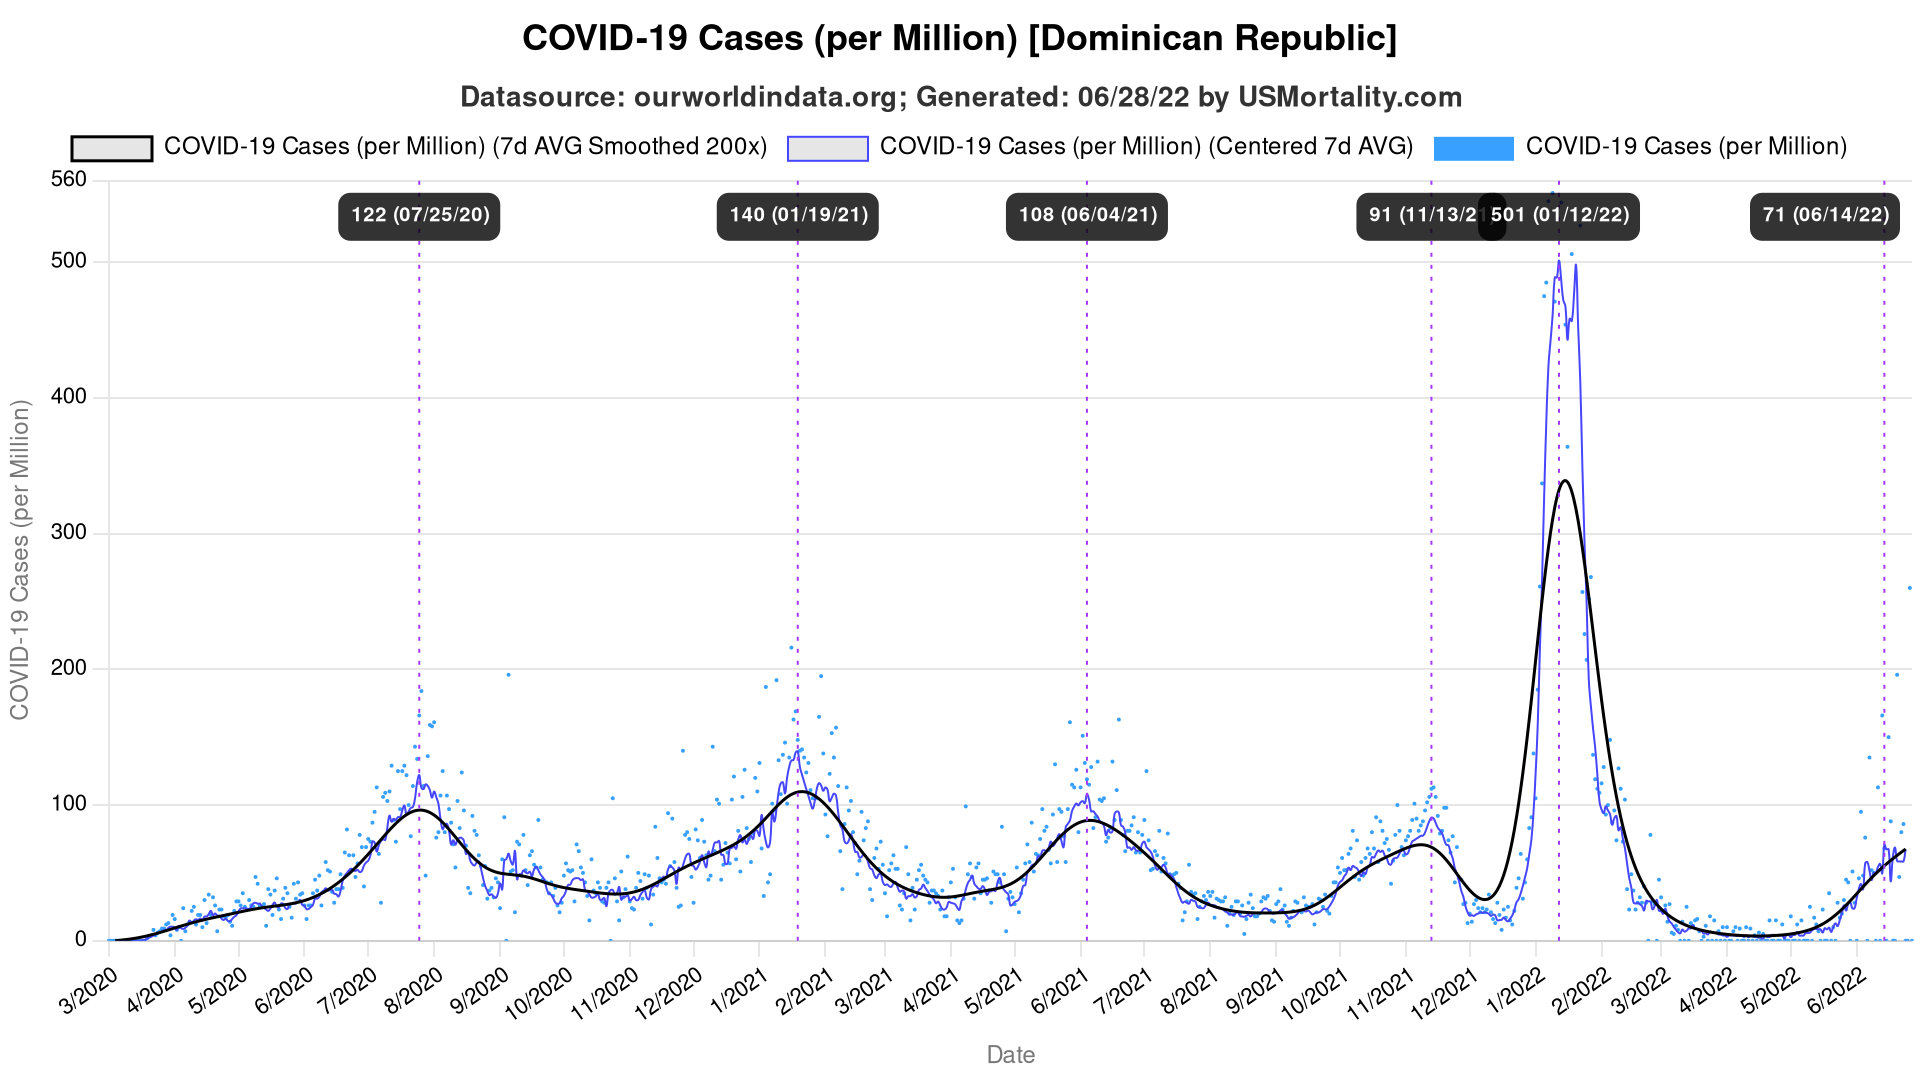 COVID-19 Cases (per Million) [Dominican Republic]
Datasource: ourworldindata.org; Generated: 06/28/22 by USMortality.com
COVID-19 Cases (per Million) (7d AVG Smoothed 200x) COVID-19 Cases (per Million) (Centered 7d AVG) COVID-19 Cases (per Million)
122 (07/25/20) 140 (01/19/21) 108 (06/04/21) 91 (11/13/21) 501 (01/12/22) 71 (06/14/22)
560
500
400
300
200
100
0
COVID-19 Cases (per Million)
3/2020 4/2020 5/2020 6/2020 7/2020 8/2020 9/2020 10/2020 11/2020 12/2020 1/2021 2/2021 3/2021 4/2021 5/2021 6/2021 7/2021 8/2021 9/2021 10/2021 11/2021 12/2021 1/2022 2/2022 3/2022 4/2022 5/2022 6/2022
Date